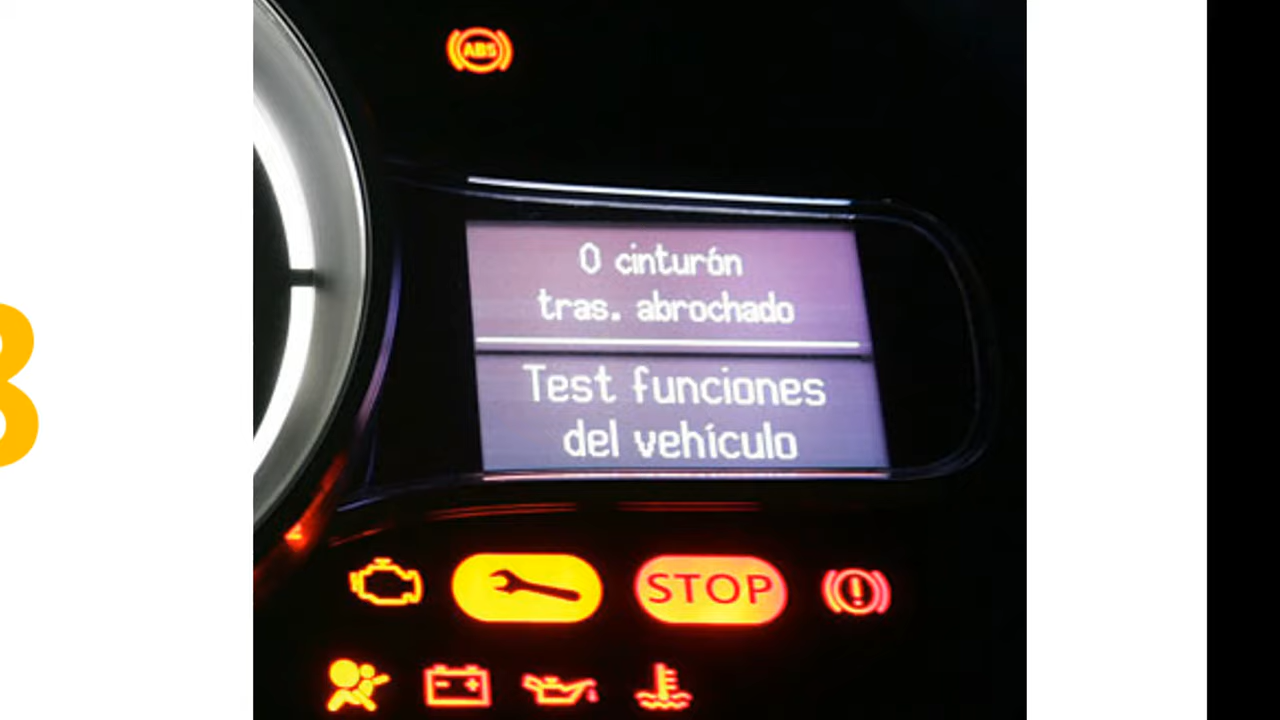 ABS
0 cinturón
tras. abrochado
Test funciones
del vehículo
STOP